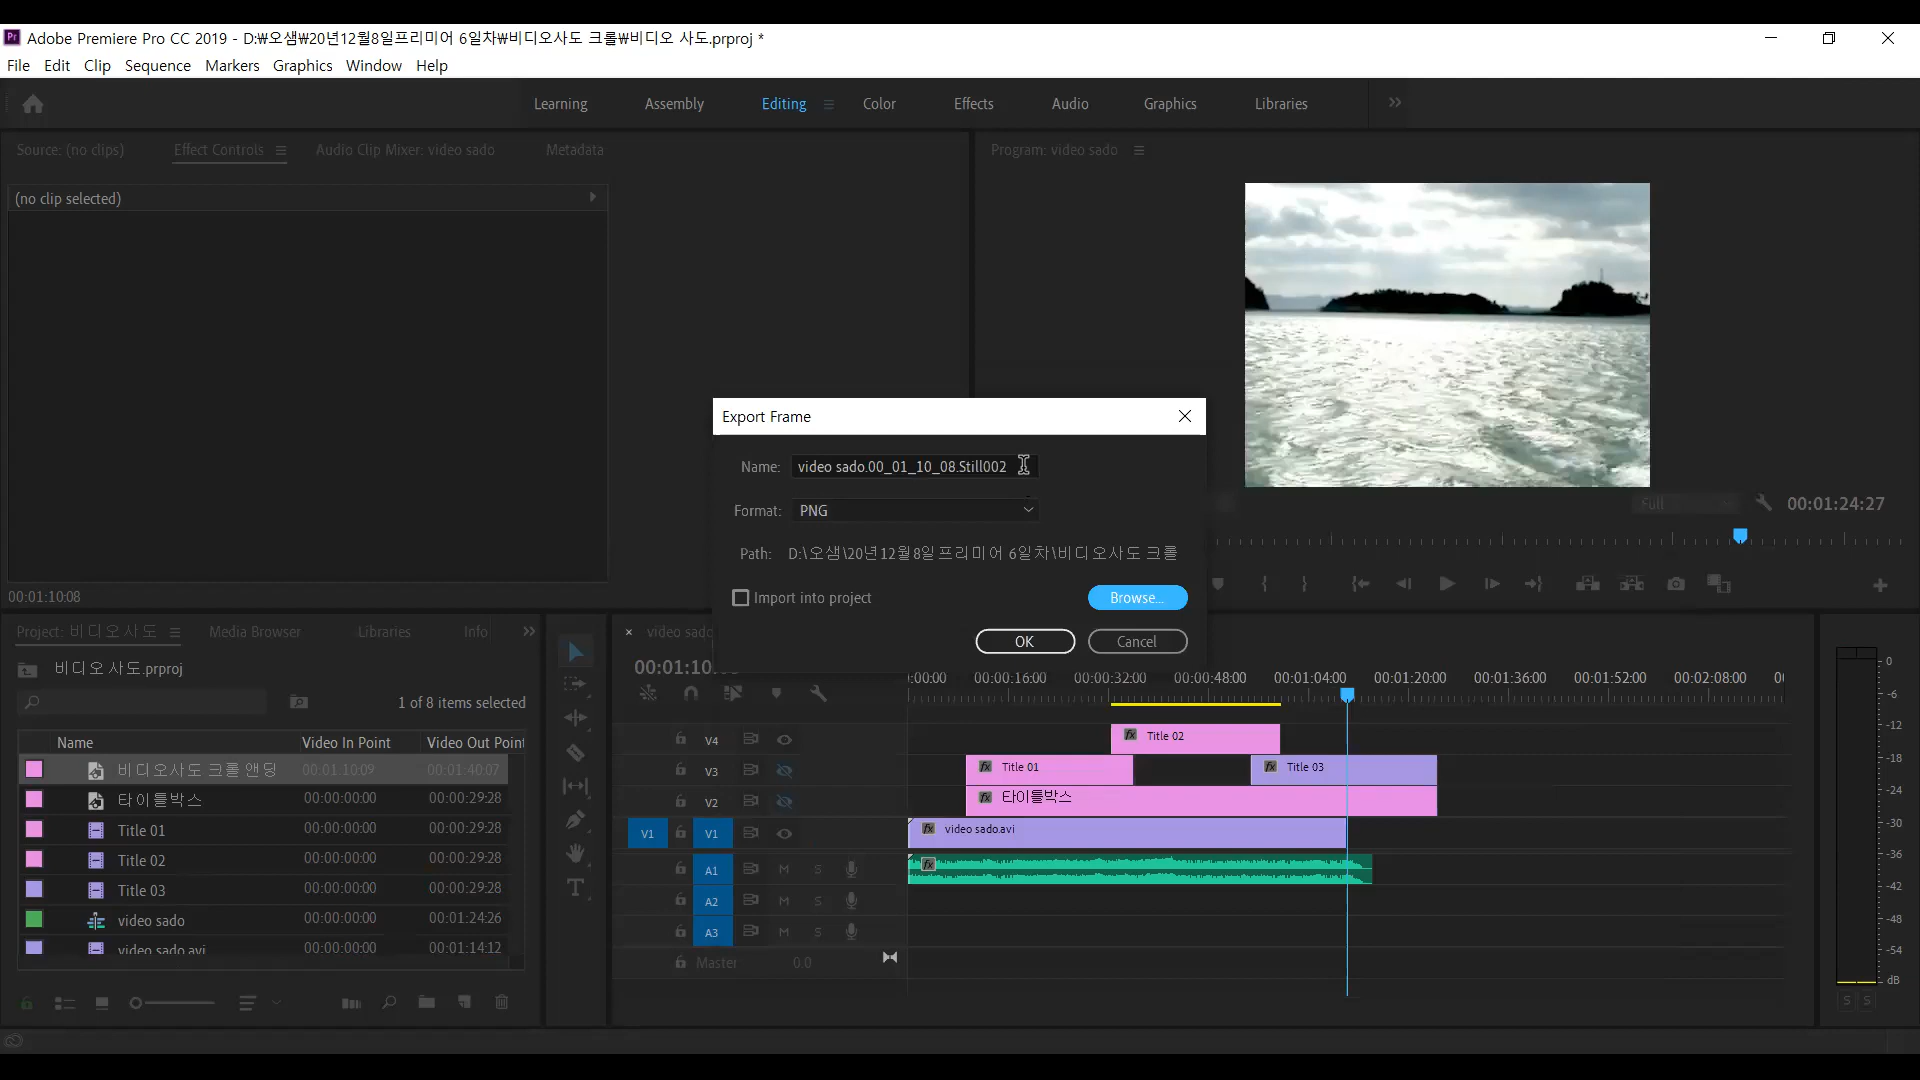 Adobe Premiere Pro CC 2019 - D:₩오샘₩20년12월8일프리미어 6일차₩비디오사도 크롤₩비디오 사도.prproj *
File Edit Clip Sequence Markers Graphics Window Help
Learning Assembly Editing Color Effects Audio Graphics Libraries
Source: (no clips) Effect Controls Audio Clip Mixer: video sado Metadata
Program: video sado
(no clip selected)
Export Frame
Name: video sado.00_01_10_08.Still002
Format: PNG
Path: D:\오샘\20년12월8일프리미어 6일차\비디오사도 크롤
Import into project
Browse...
OK Cancel
Full 00:01:24:27
00:01:10:08
Project: 비디오사도 Media Browser Libraries Info
비디오 사도.prproj
1 of 8 items selected
Name Video In Point Video Out Point
비디오사도 크롤 앤딩 00:01:10:09 00:01:40:07
타이틀박스 00:00:00:00 00:00:29:28
Title 01 00:00:00:00 00:00:29:28
Title 02 00:00:00:00 00:00:29:28
Title 03 00:00:00:00 00:00:29:28
video sado 00:00:00:00 00:01:24:26
video sado.avi 00:00:00:00 00:01:14:12
video sado
00:01:10:
:00:00 00:00:16:00 00:00:32:00 00:00:48:00 00:01:04:00 00:01:20:00 00:01:36:00 00:01:52:00 00:02:08:00
V4 Title 02
V3 Title 01 Title 03
V2 타이틀박스
V1 V1 video sado.avi
A1 M S
A2 M S
A3 M S
Master 0.0
0
-6
-12
-18
-24
-30
-36
-42
-48
-54
dB
S S